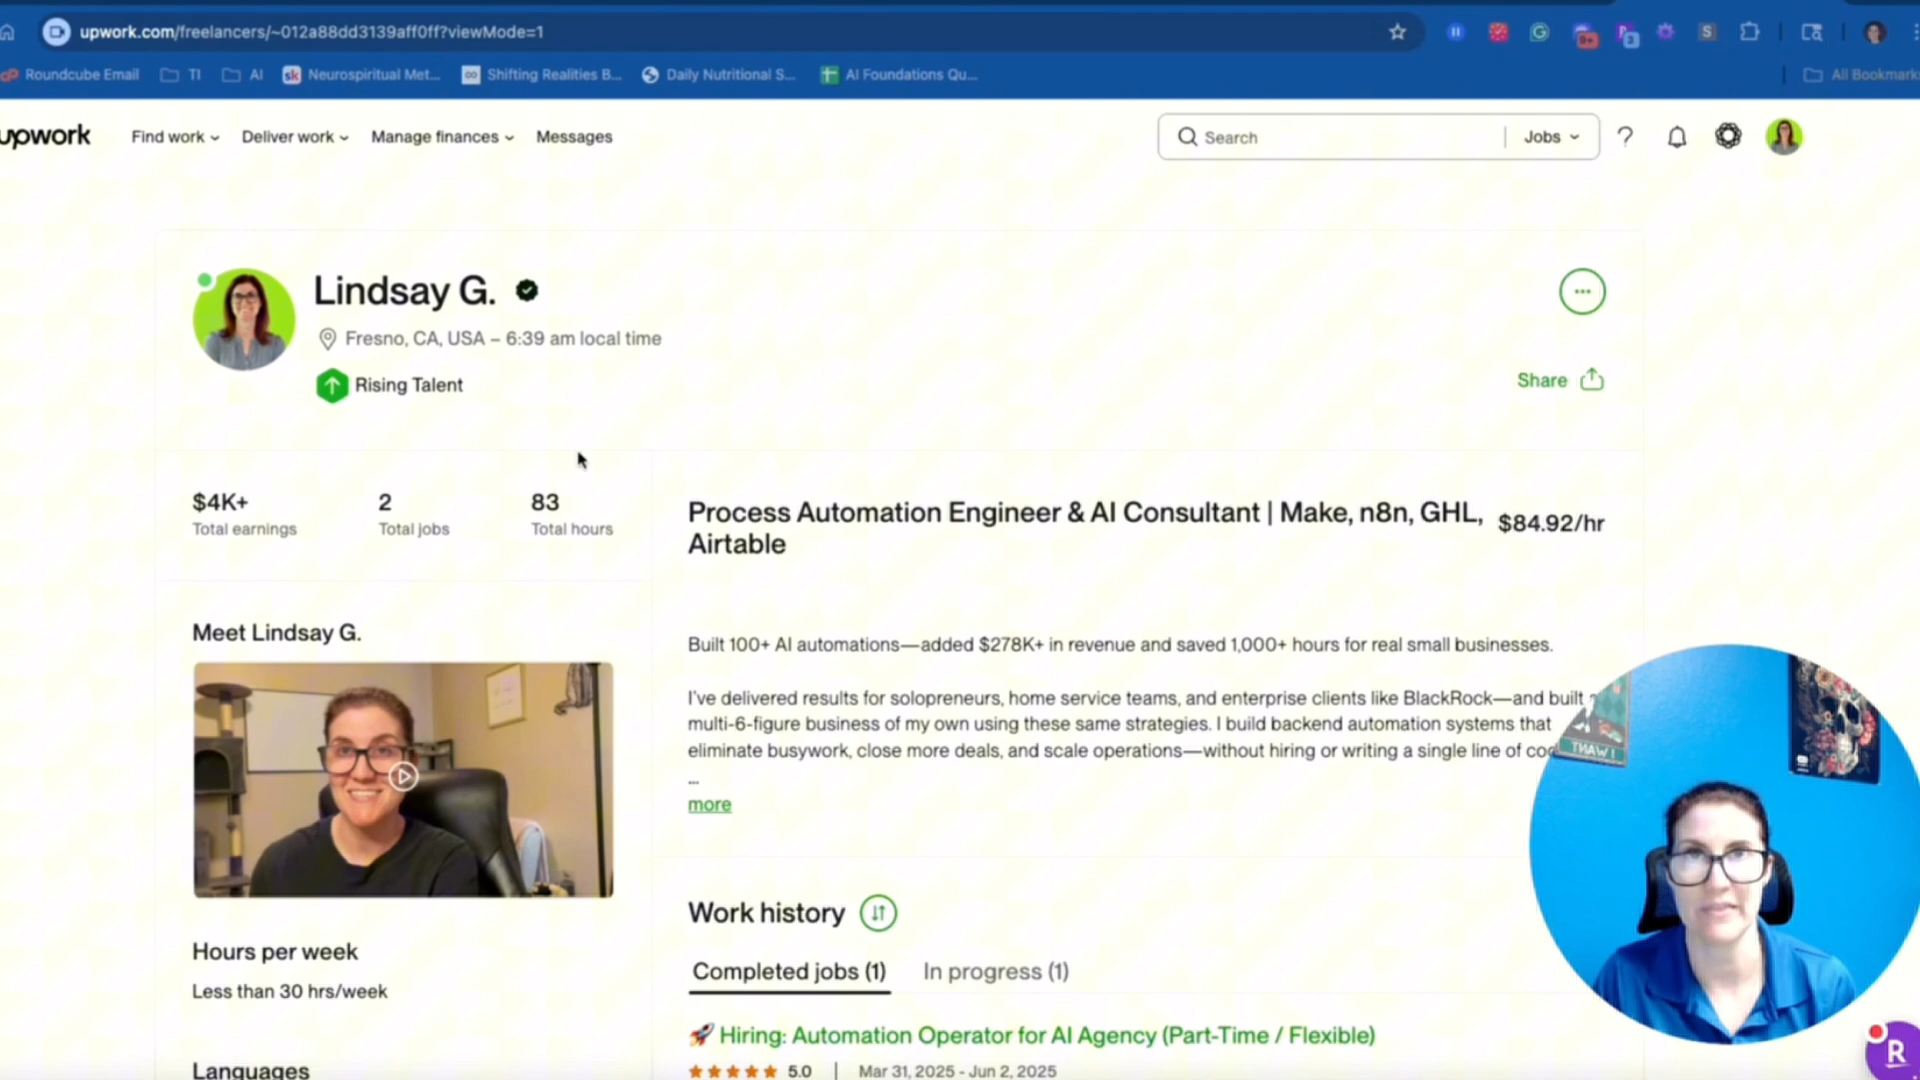 upwork.com/freelancers/~012a88dd3139aff0ff?viewMode=1
Roundcube Email TI AI Neurospiritual Met... Shifting Realities B... Daily Nutritional S... AI Foundations Qu... All Bookmarks
upwork Find work Deliver work Manage finances Messages Search Jobs
Lindsay G.
Fresno, CA, USA – 6:39 am local time
Rising Talent
Share
$4K+ 2 83
Total earnings Total jobs Total hours
Process Automation Engineer & AI Consultant | Make, n8n, GHL,
Airtable
$84.92/hr
Meet Lindsay G.
Built 100+ AI automations—added $278K+ in revenue and saved 1,000+ hours for real small businesses.
I've delivered results for solopreneurs, home service teams, and enterprise clients like BlackRock—and built
multi-6-figure business of my own using these same strategies. I build backend automation systems that
eliminate busywork, close more deals, and scale operations—without hiring or writing a single line of
...
more
I WANT
Work history
Completed jobs (1) In progress (1)
Hours per week
Less than 30 hrs/week
🚀 Hiring: Automation Operator for AI Agency (Part-Time / Flexible)
5.0 | Mar 31, 2025 - Jun 2, 2025
Languages
R